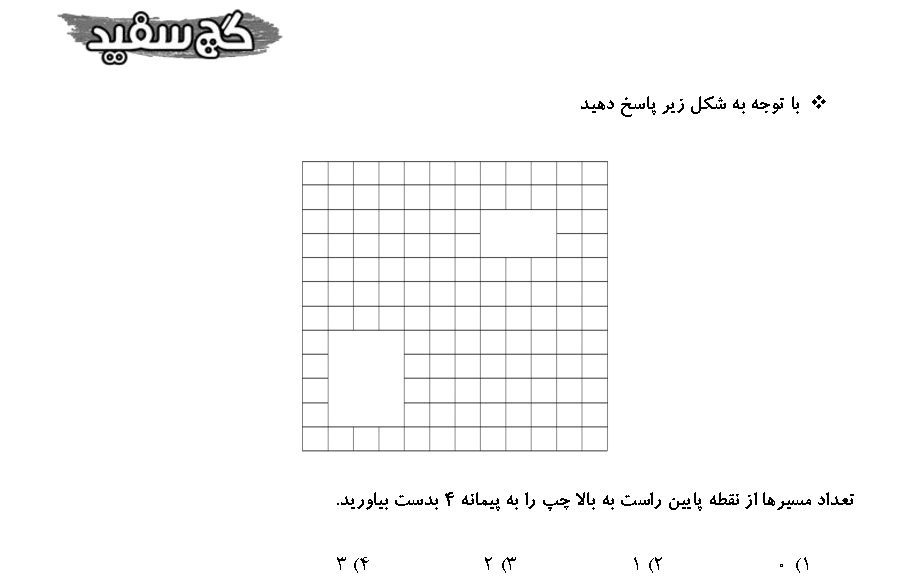 گچ سفید
❖ با توجه به شکل زیر پاسخ دهید
تعداد مسیرها از نقطه پایین راست به بالا چپ را به پیمانه ۴ بدست بیاورید.
۱) ۰ ۲) ۱ ۳) ۲ ۴) ۳